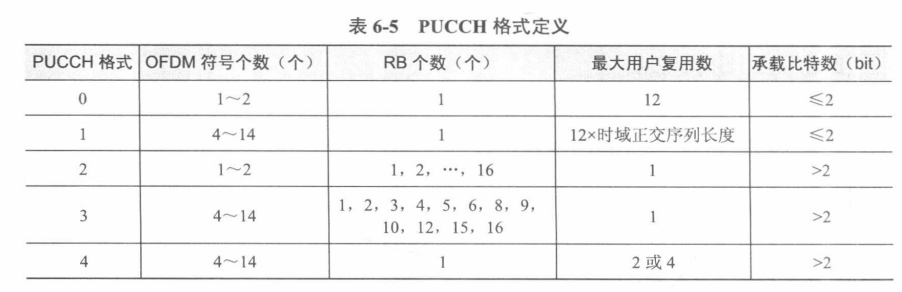 表 6-5 PUCCH 格式定义
PUCCH 格式 OFDM 符号个数（个） RB 个数（个） 最大用户复用数 承载比特数（bit）
0 1～2 1 12 ≤2
1 4～14 1 12×时域正交序列长度 ≤2
2 1～2 1，2，…，16 1 >2
3 4～14 1，2，3，4，5，6，8，9，
10，12，15，16 1 >2
4 4～14 1 2 或 4 >2